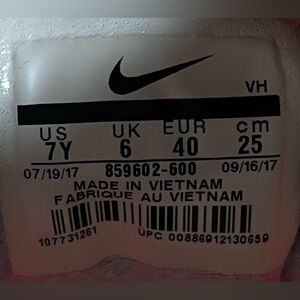 VH
US UK EUR cm
7Y 6 40 25
07/19/17 859602-600 09/16/17
MADE IN VIETNAM
FABRIQUE AU VIETNAM
107731261 UPC 00886912130659